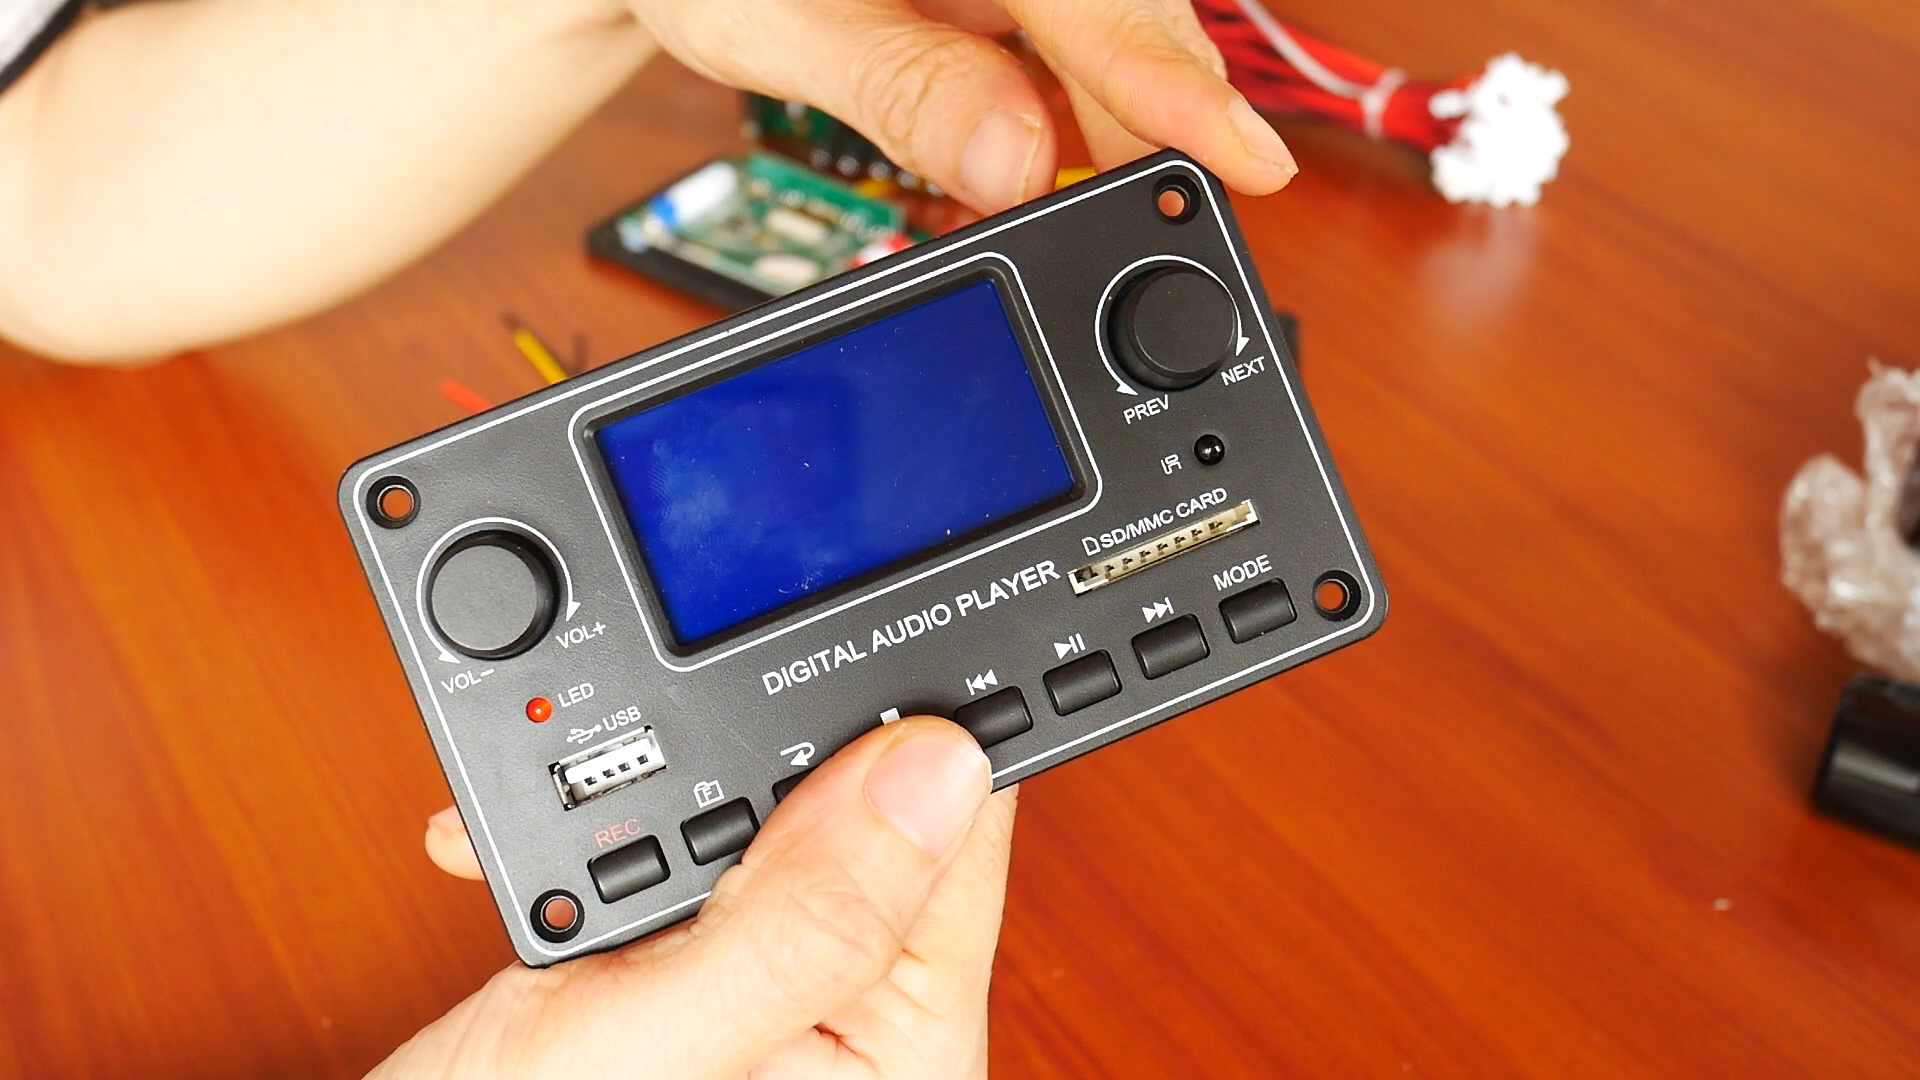 NEXT
PREV
IR
SD/MMC CARD
MODE
DIGITAL AUDIO PLAYER
VOL+
VOL−
LED
USB
REC